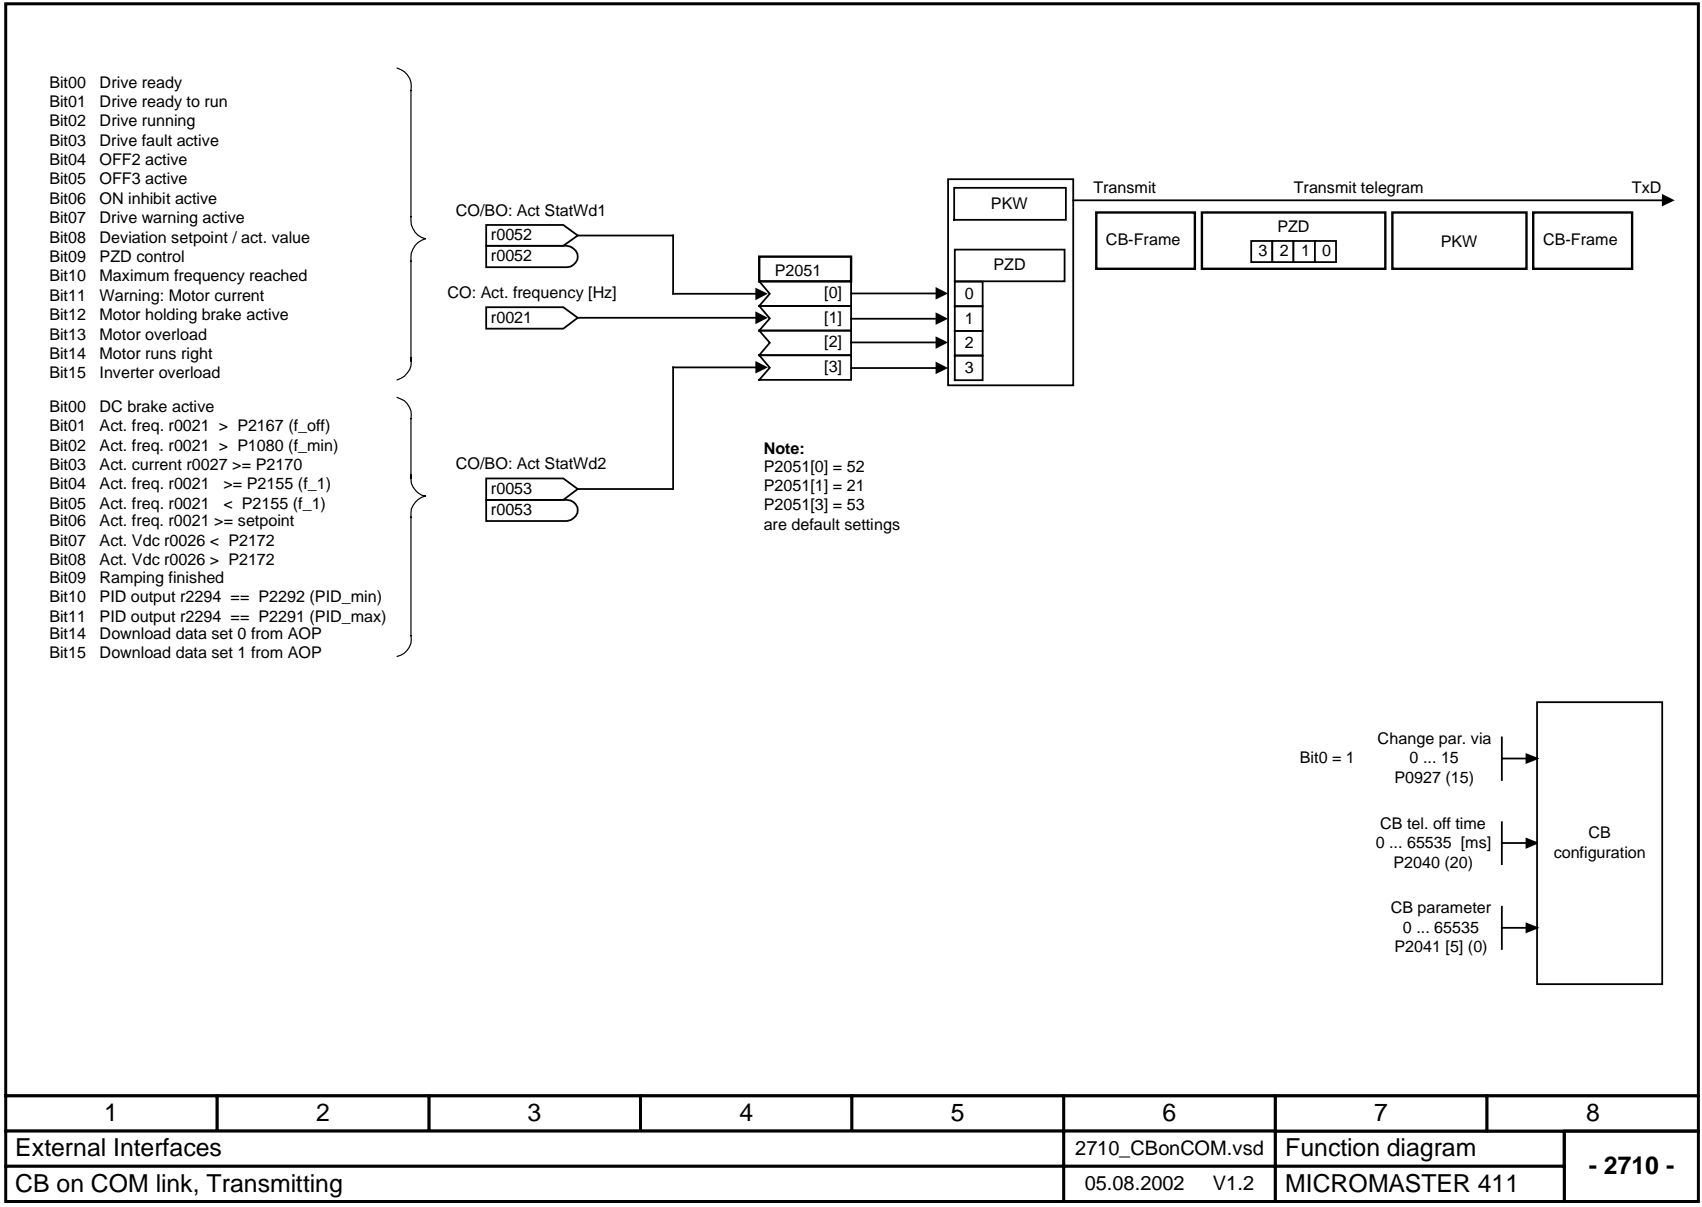 Bit00 Drive ready
Bit01 Drive ready to run
Bit02 Drive running
Bit03 Drive fault active
Bit04 OFF2 active
Bit05 OFF3 active
Bit06 ON inhibit active
Bit07 Drive warning active
Bit08 Deviation setpoint / act. value
Bit09 PZD control
Bit10 Maximum frequency reached
Bit11 Warning: Motor current
Bit12 Motor holding brake active
Bit13 Motor overload
Bit14 Motor runs right
Bit15 Inverter overload
Bit00 DC brake active
Bit01 Act. freq. r0021 > P2167 (f_off)
Bit02 Act. freq. r0021 > P1080 (f_min)
Bit03 Act. current r0027 >= P2170
Bit04 Act. freq. r0021 >= P2155 (f_1)
Bit05 Act. freq. r0021 < P2155 (f_1)
Bit06 Act. freq. r0021 >= setpoint
Bit07 Act. Vdc r0026 < P2172
Bit08 Act. Vdc r0026 > P2172
Bit09 Ramping finished
Bit10 PID output r2294 == P2292 (PID_min)
Bit11 PID output r2294 == P2291 (PID_max)
Bit14 Download data set 0 from AOP
Bit15 Download data set 1 from AOP
CO/BO: Act StatWd1
r0052
r0052
CO: Act. frequency [Hz]
r0021
CO/BO: Act StatWd2
r0053
r0053
P2051
[0]
[1]
[2]
[3]
Note:
P2051[0] = 52
P2051[1] = 21
P2051[3] = 53
are default settings
PKW
PZD
0
1
2
3
Transmit Transmit telegram TxD
CB-Frame
PZD
3 2 1 0
PKW
CB-Frame
Change par. via
Bit0 = 1 0 ... 15
P0927 (15)
CB tel. off time
0 ... 65535 [ms]
P2040 (20)
CB parameter
0 ... 65535
P2041 [5] (0)
CB
configuration
1 2 3 4 5 6 7 8
External Interfaces 2710_CBonCOM.vsd Function diagram
- 2710 -
CB on COM link, Transmitting 05.08.2002 V1.2 MICROMASTER 411